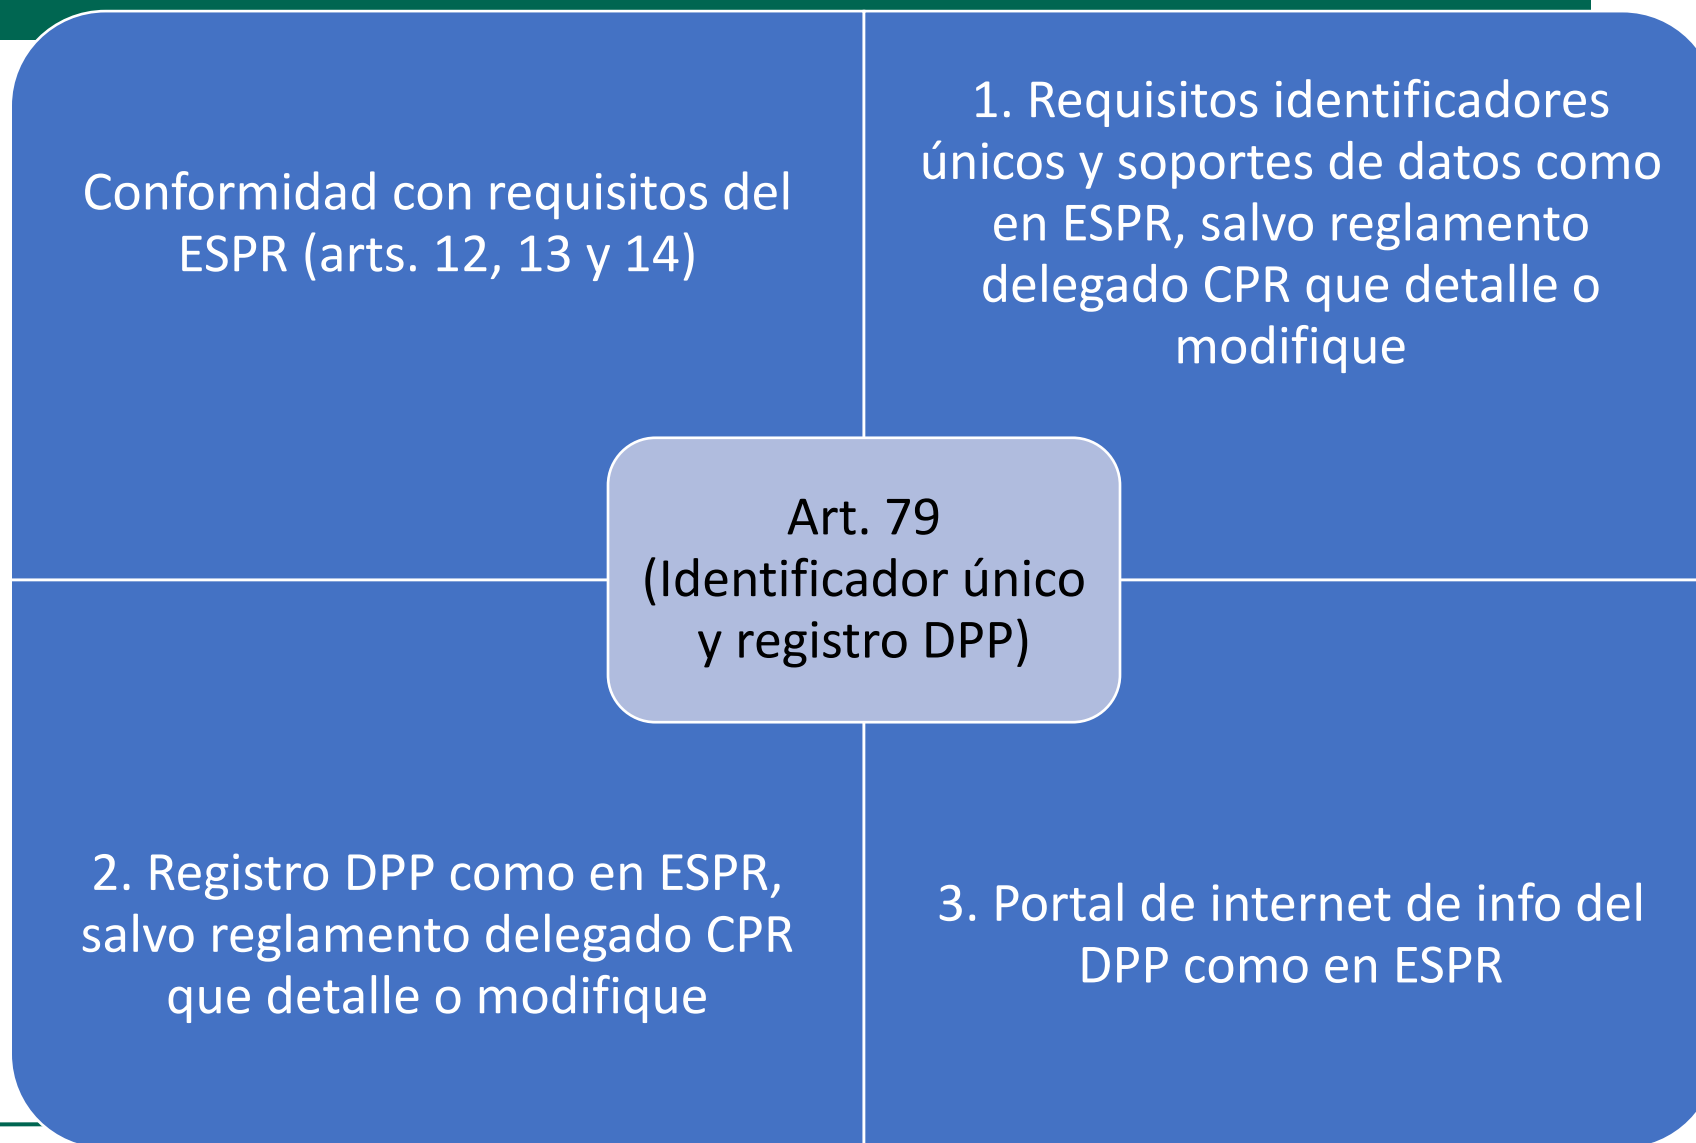 Conformidad con requisitos del
ESPR (arts. 12, 13 y 14)
1. Requisitos identificadores
únicos y soportes de datos como
en ESPR, salvo reglamento
delegado CPR que detalle o
modifique
Art. 79
(Identificador único
y registro DPP)
2. Registro DPP como en ESPR,
salvo reglamento delegado CPR
que detalle o modifique
3. Portal de internet de info del
DPP como en ESPR